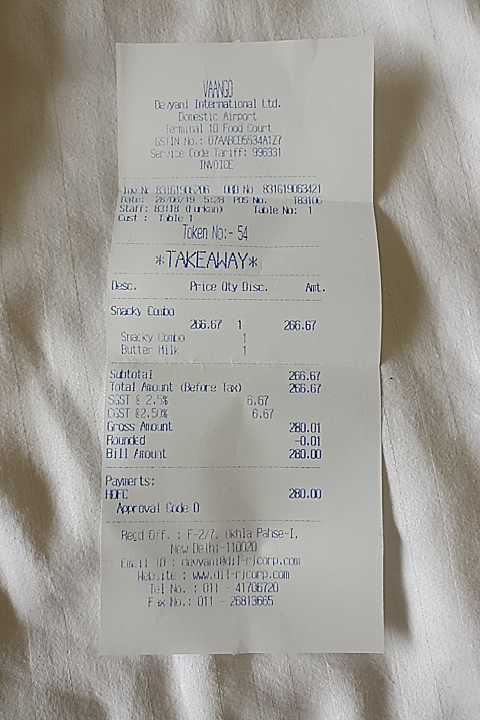 VAANGO
Devyani International Ltd.
Domestic Airport
Terminal 1D Food Court
GSTIN No.: 07AABCD5534A1Z7
Service Code Tariff: 996331
INVOICE
Inv No 83161906206 ORD No 831619063421
Date: 28/06/19 5:28 POS No. 183106
Staff: 83118 (Furkan) Table No: 1
Cust : Table 1
Token No:- 54
*TAKEAWAY*
Desc. Price Qty Disc. Amt.
Snacky Combo
266.67 1 266.67
Snacky Combo 1
Butter Milk 1
Subtotal 266.67
Total Amount (Before Tax) 266.67
SGST @ 2.5% 6.67
CGST @2.50% 6.67
Gross Amount 280.01
Rounded -0.01
Bill Amount 280.00
Payments:
HDFC 280.00
Approval Code 0
Regd Off. : F-2/7, Okhla Pahse-I,
New Delhi-110020
Email ID : devyani@dil-rjcorp.com
Website : www.dil-rjcorp.com
Tel No. : 011 - 41706720
Fax No.: 011 - 26813665